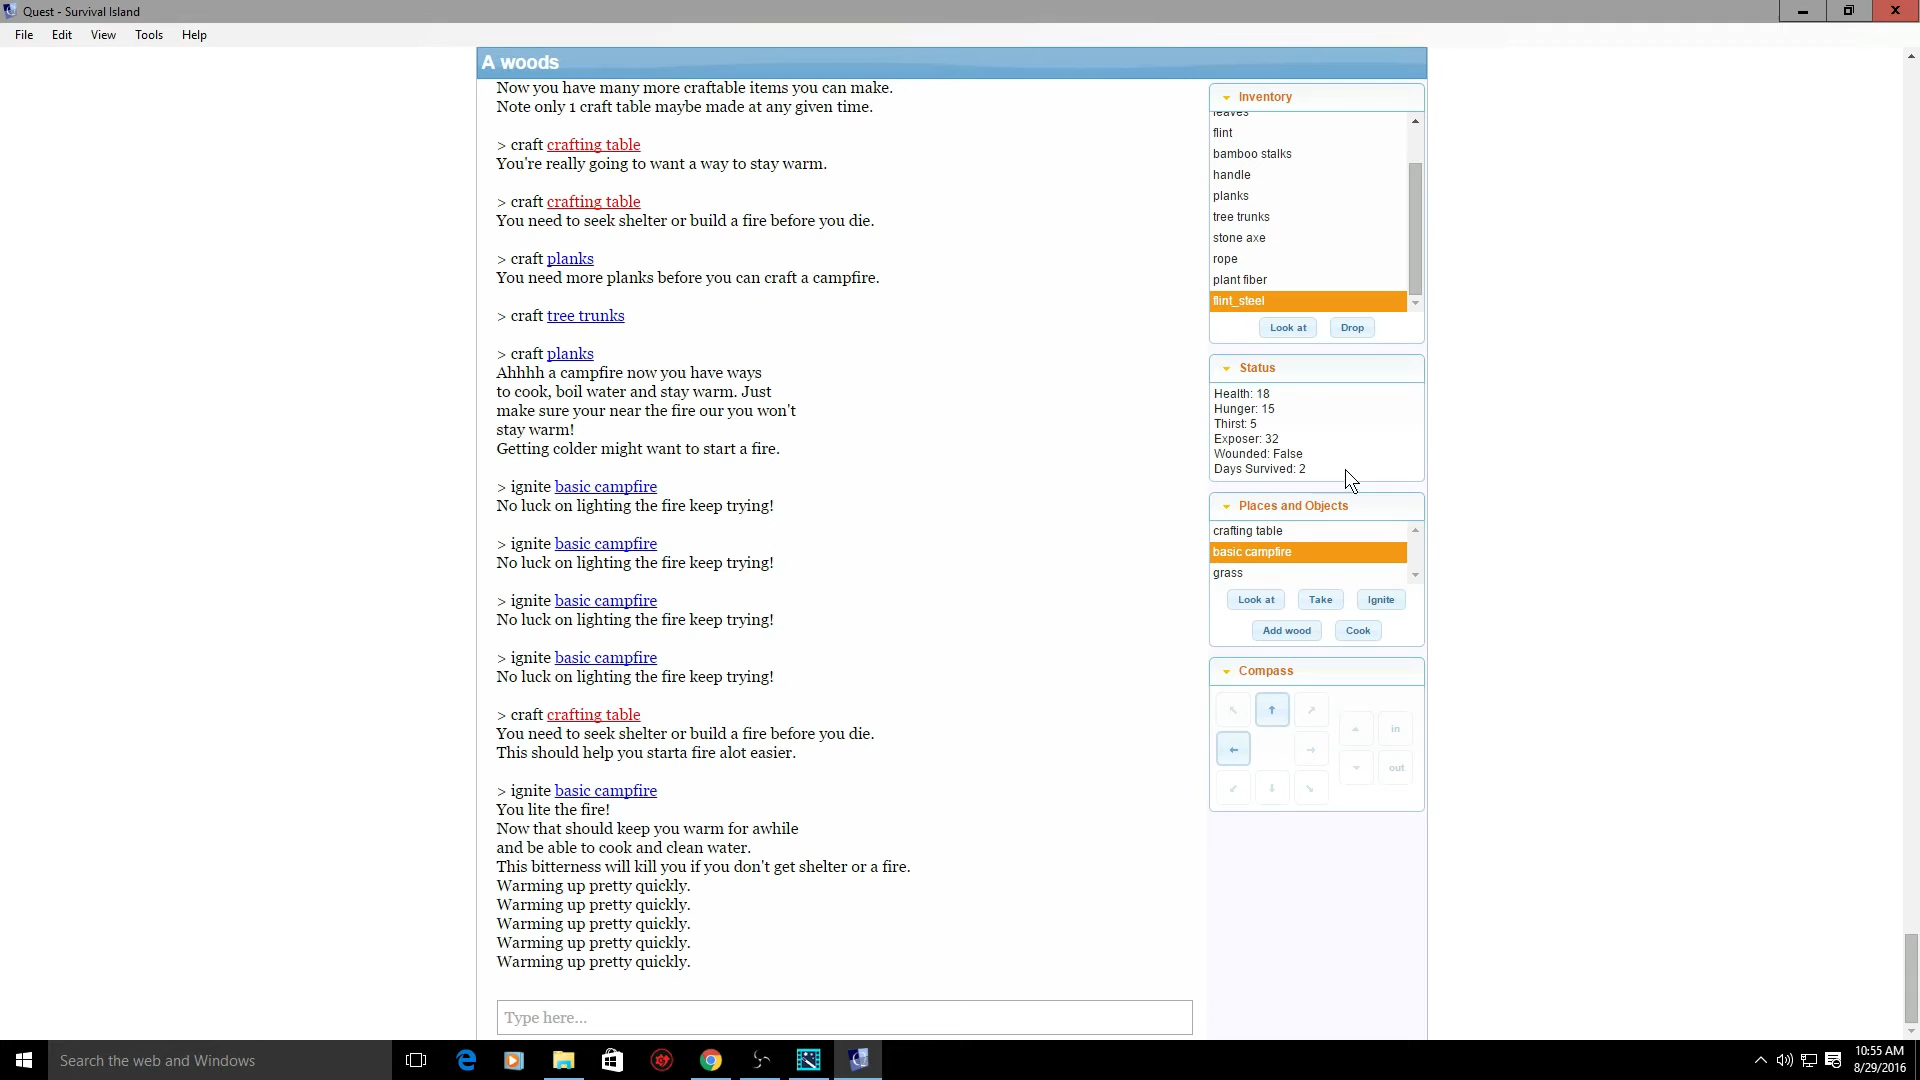 Quest - Survival Island
File Edit View Tools Help
A woods
Now you have many more craftable items you can make.
Note only 1 craft table maybe made at any given time.
> craft crafting table
You're really going to want a way to stay warm.
> craft crafting table
You need to seek shelter or build a fire before you die.
> craft planks
You need more planks before you can craft a campfire.
> craft tree trunks
> craft planks
Ahhhh a campfire now you have ways
to cook, boil water and stay warm. Just
make sure your near the fire our you won't
stay warm!
Getting colder might want to start a fire.
> ignite basic campfire
No luck on lighting the fire keep trying!
> ignite basic campfire
No luck on lighting the fire keep trying!
> ignite basic campfire
No luck on lighting the fire keep trying!
> ignite basic campfire
No luck on lighting the fire keep trying!
> craft crafting table
You need to seek shelter or build a fire before you die.
This should help you starta fire alot easier.
> ignite basic campfire
You lite the fire!
Now that should keep you warm for awhile
and be able to cook and clean water.
This bitterness will kill you if you don't get shelter or a fire.
Warming up pretty quickly.
Warming up pretty quickly.
Warming up pretty quickly.
Warming up pretty quickly.
Warming up pretty quickly.
Type here...
Inventory
leaves
flint
bamboo stalks
handle
planks
tree trunks
stone axe
rope
plant fiber
flint_steel
Look at Drop
Status
Health: 18
Hunger: 15
Thirst: 5
Exposer: 32
Wounded: False
Days Survived: 2
Places and Objects
crafting table
basic campfire
grass
Look at Take Ignite
Add wood Cook
Compass
in
out
Search the web and Windows
10:55 AM
8/29/2016